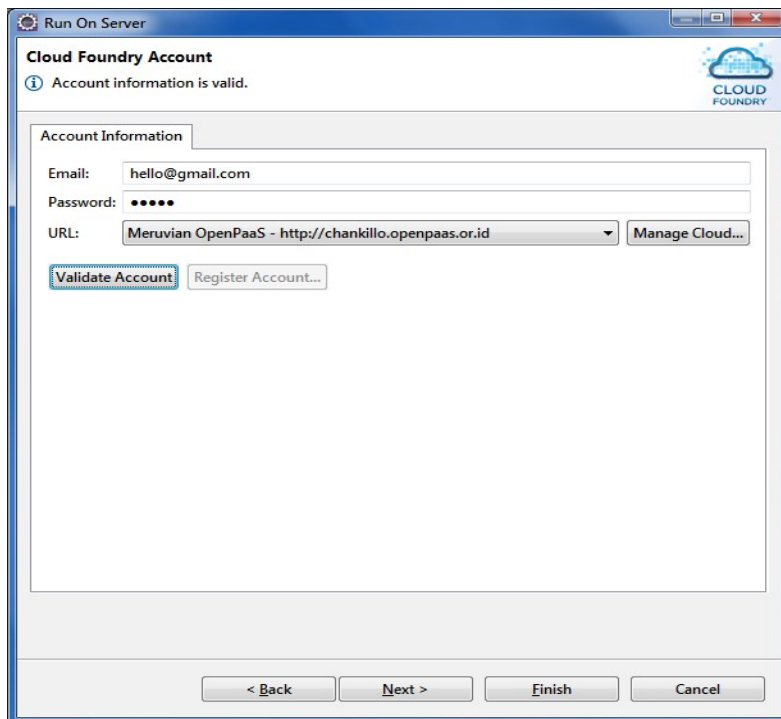 Run On Server
Cloud Foundry Account
Account information is valid.
CLOUD
FOUNDRY
Account Information
Email: hello@gmail.com
Password: •••••
URL: Meruvian OpenPaaS - http://chankillo.openpaas.or.id Manage Cloud...
Validate Account Register Account...
< Back Next > Finish Cancel